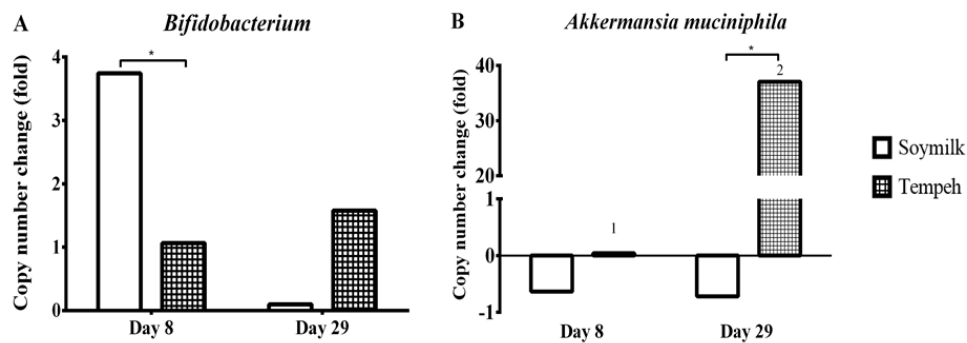 A
Bifidobacterium
Copy number change (fold)
4
3
2
1
0
*
Day 8
Day 29
B
Akkermansia muciniphila
Copy number change (fold)
40
30
20
1
0
-1
1
*
2
Day 8
Day 29
Soymilk
Tempeh